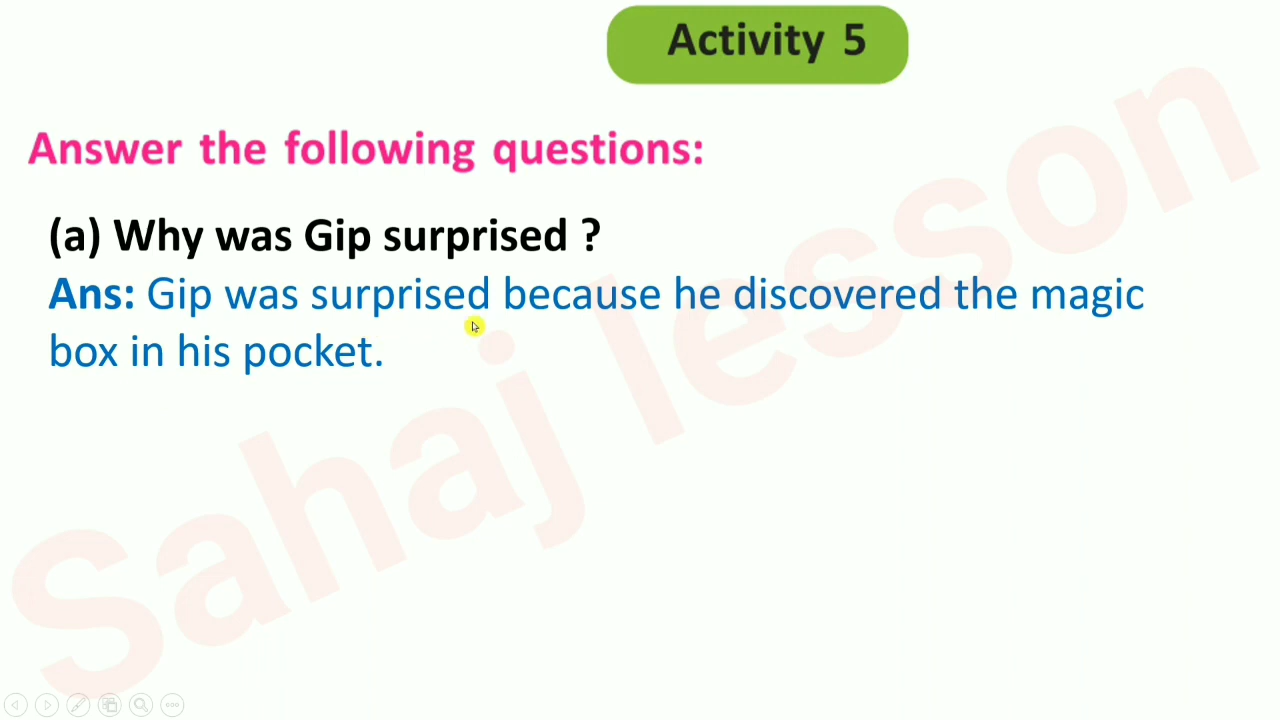 Activity 5
Answer the following questions:
(a) Why was Gip surprised ?
Ans: Gip was surprised because he discovered the magic
box in his pocket.
Sahaj lesson